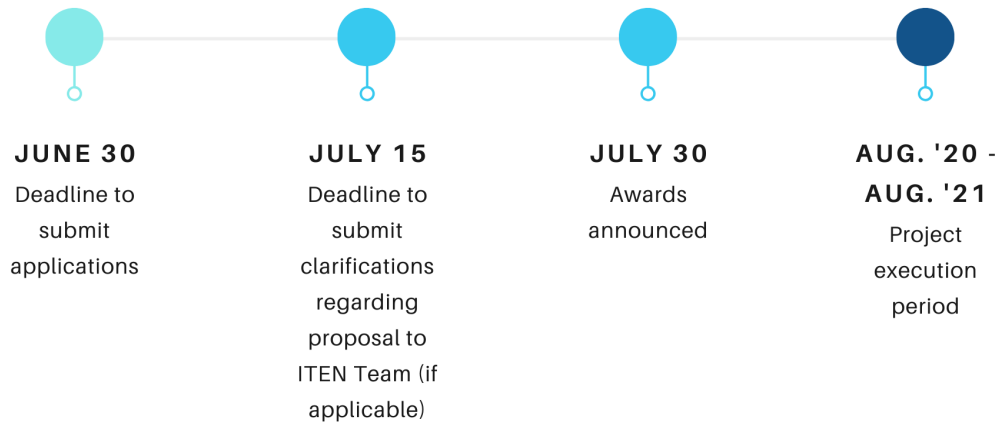 JUNE 30
Deadline to
submit
applications
JULY 15
Deadline to
submit
clarifications
regarding
proposal to
ITEN Team (if
applicable)
JULY 30
Awards
announced
AUG. '20 -
AUG. '21
Project
execution
period